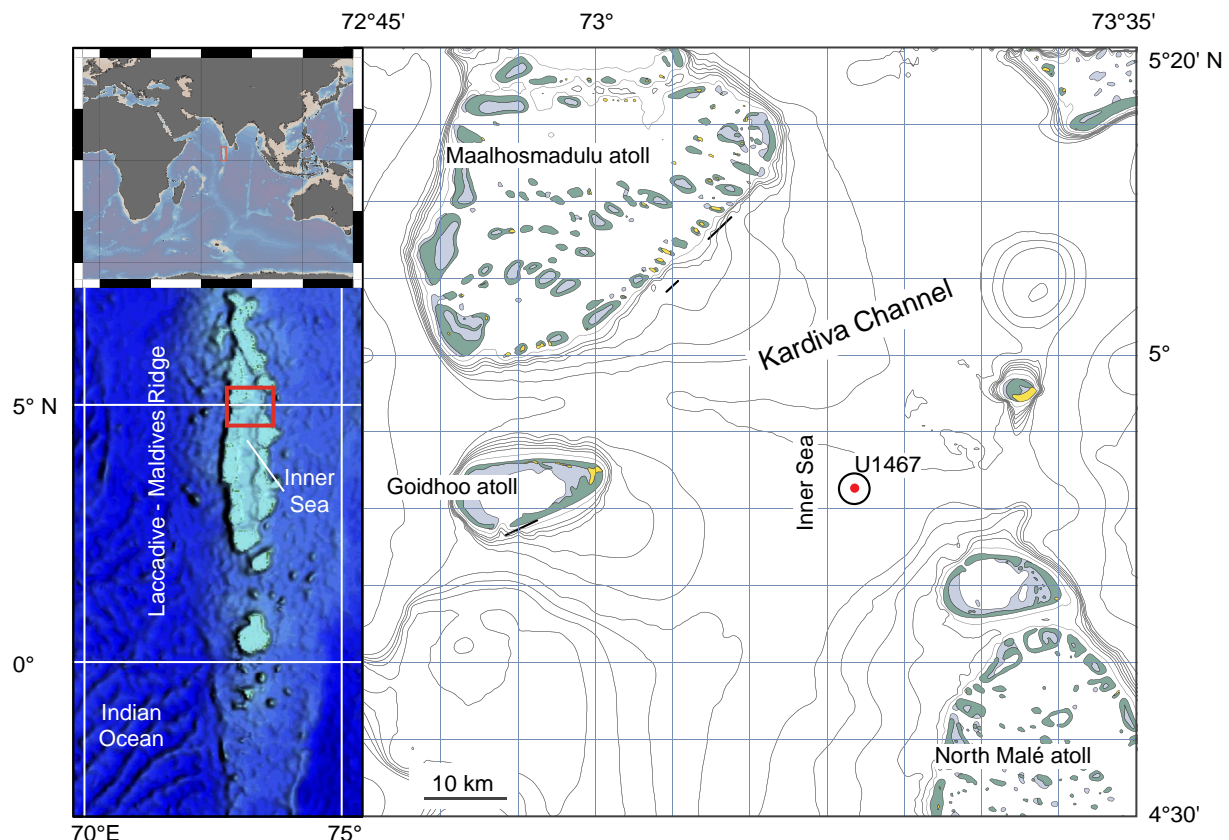 72°45'
73°
73°35'
5°20' N
Maalhosmadulu atoll
Kardiva Channel
5°
5° N
Laccadive - Maldives Ridge
Inner
Sea
Inner Sea
U1467
Goidhoo atoll
0°
Indian
Ocean
North Malé atoll
10 km
4°30'
70°E
75°